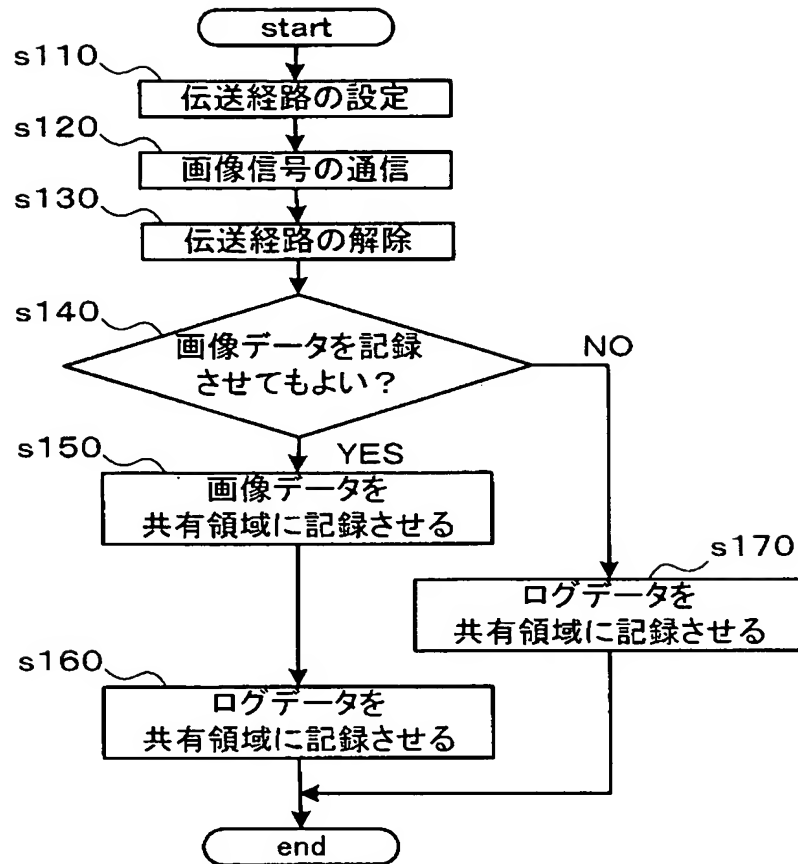 start
s110
伝送経路の設定
s120
画像信号の通信
s130
伝送経路の解除
s140
画像データを記録
させてもよい？
NO
YES
s150
画像データを
共有領域に記録させる
s170
ログデータを
共有領域に記録させる
s160
ログデータを
共有領域に記録させる
end